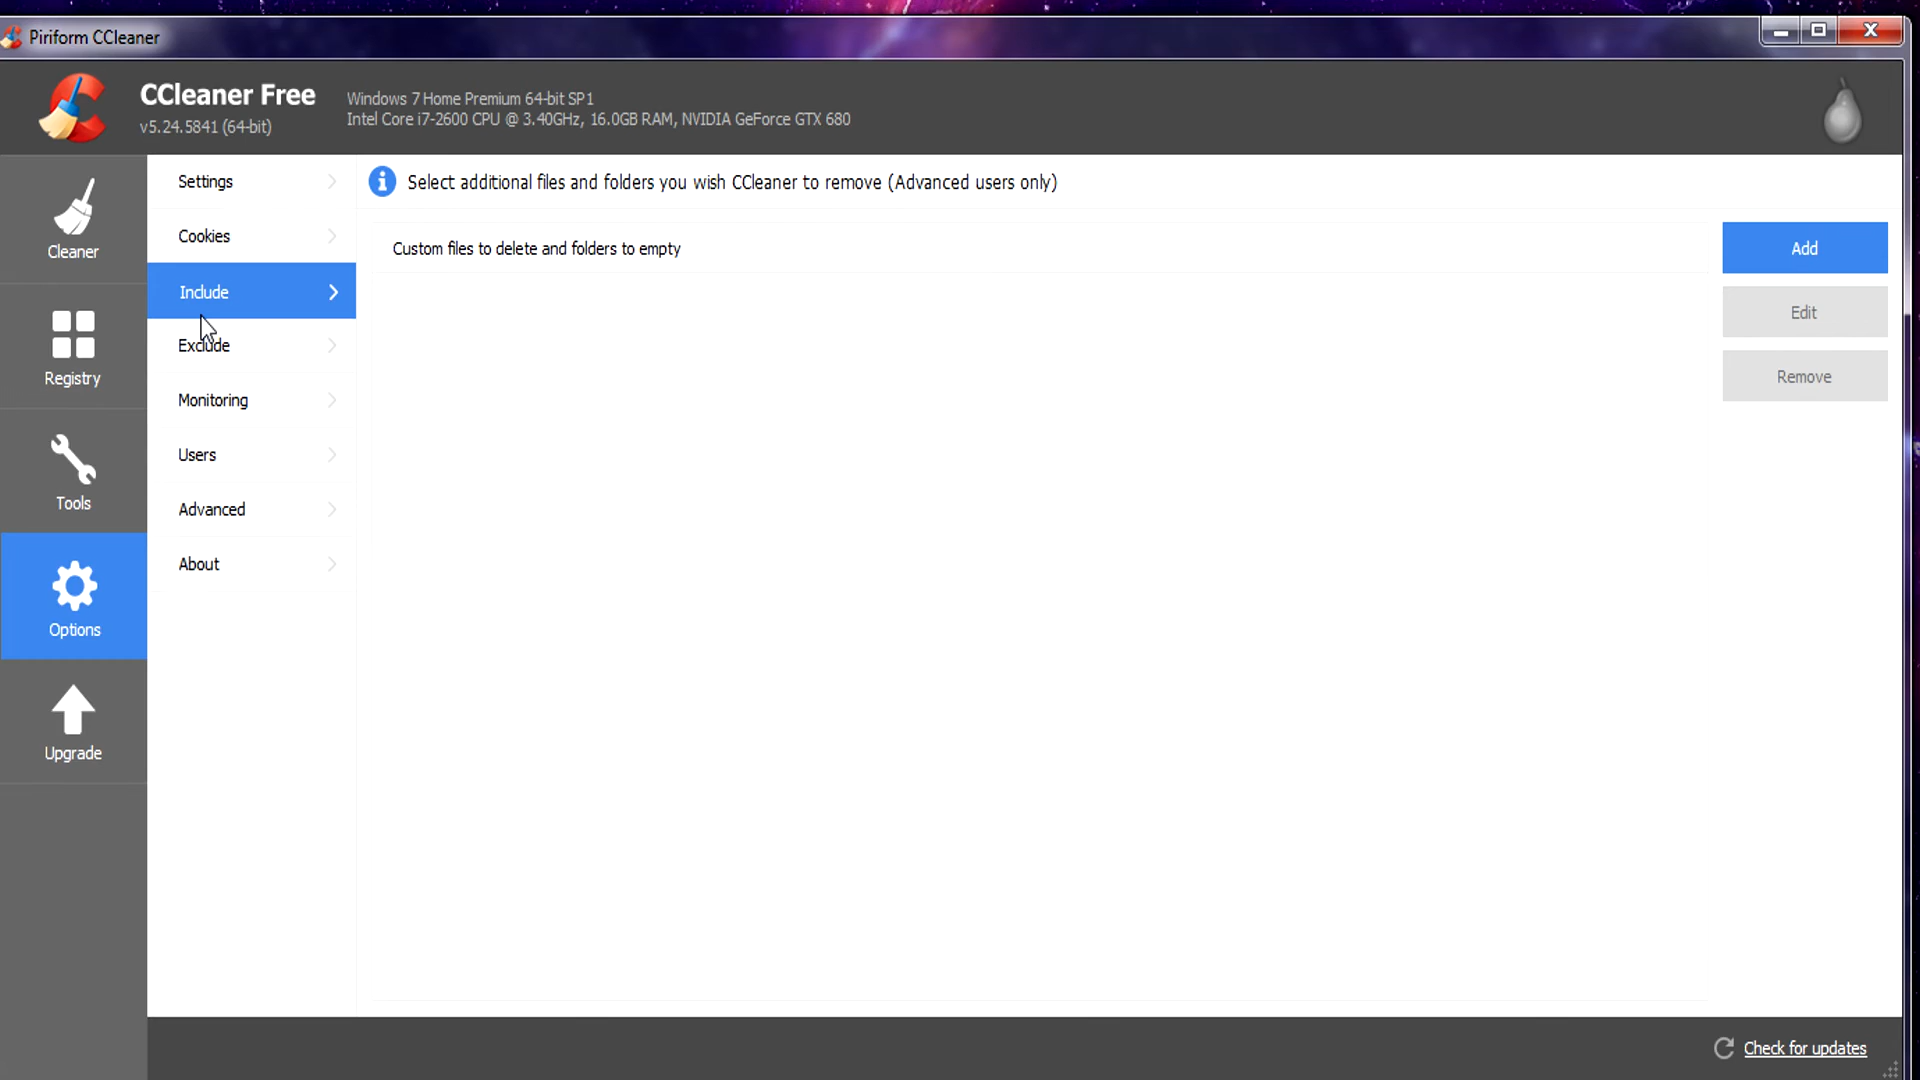 Piriform CCleaner
CCleaner Free
v5.24.5841 (64-bit)
Windows 7 Home Premium 64-bit SP1
Intel Core i7-2600 CPU @ 3.40GHz, 16.0GB RAM, NVIDIA GeForce GTX 680
Cleaner
Registry
Tools
Options
Upgrade
Settings
Cookies
Include
Exclude
Monitoring
Users
Advanced
About
Select additional files and folders you wish CCleaner to remove (Advanced users only)
Custom files to delete and folders to empty
Add
Edit
Remove
Check for updates